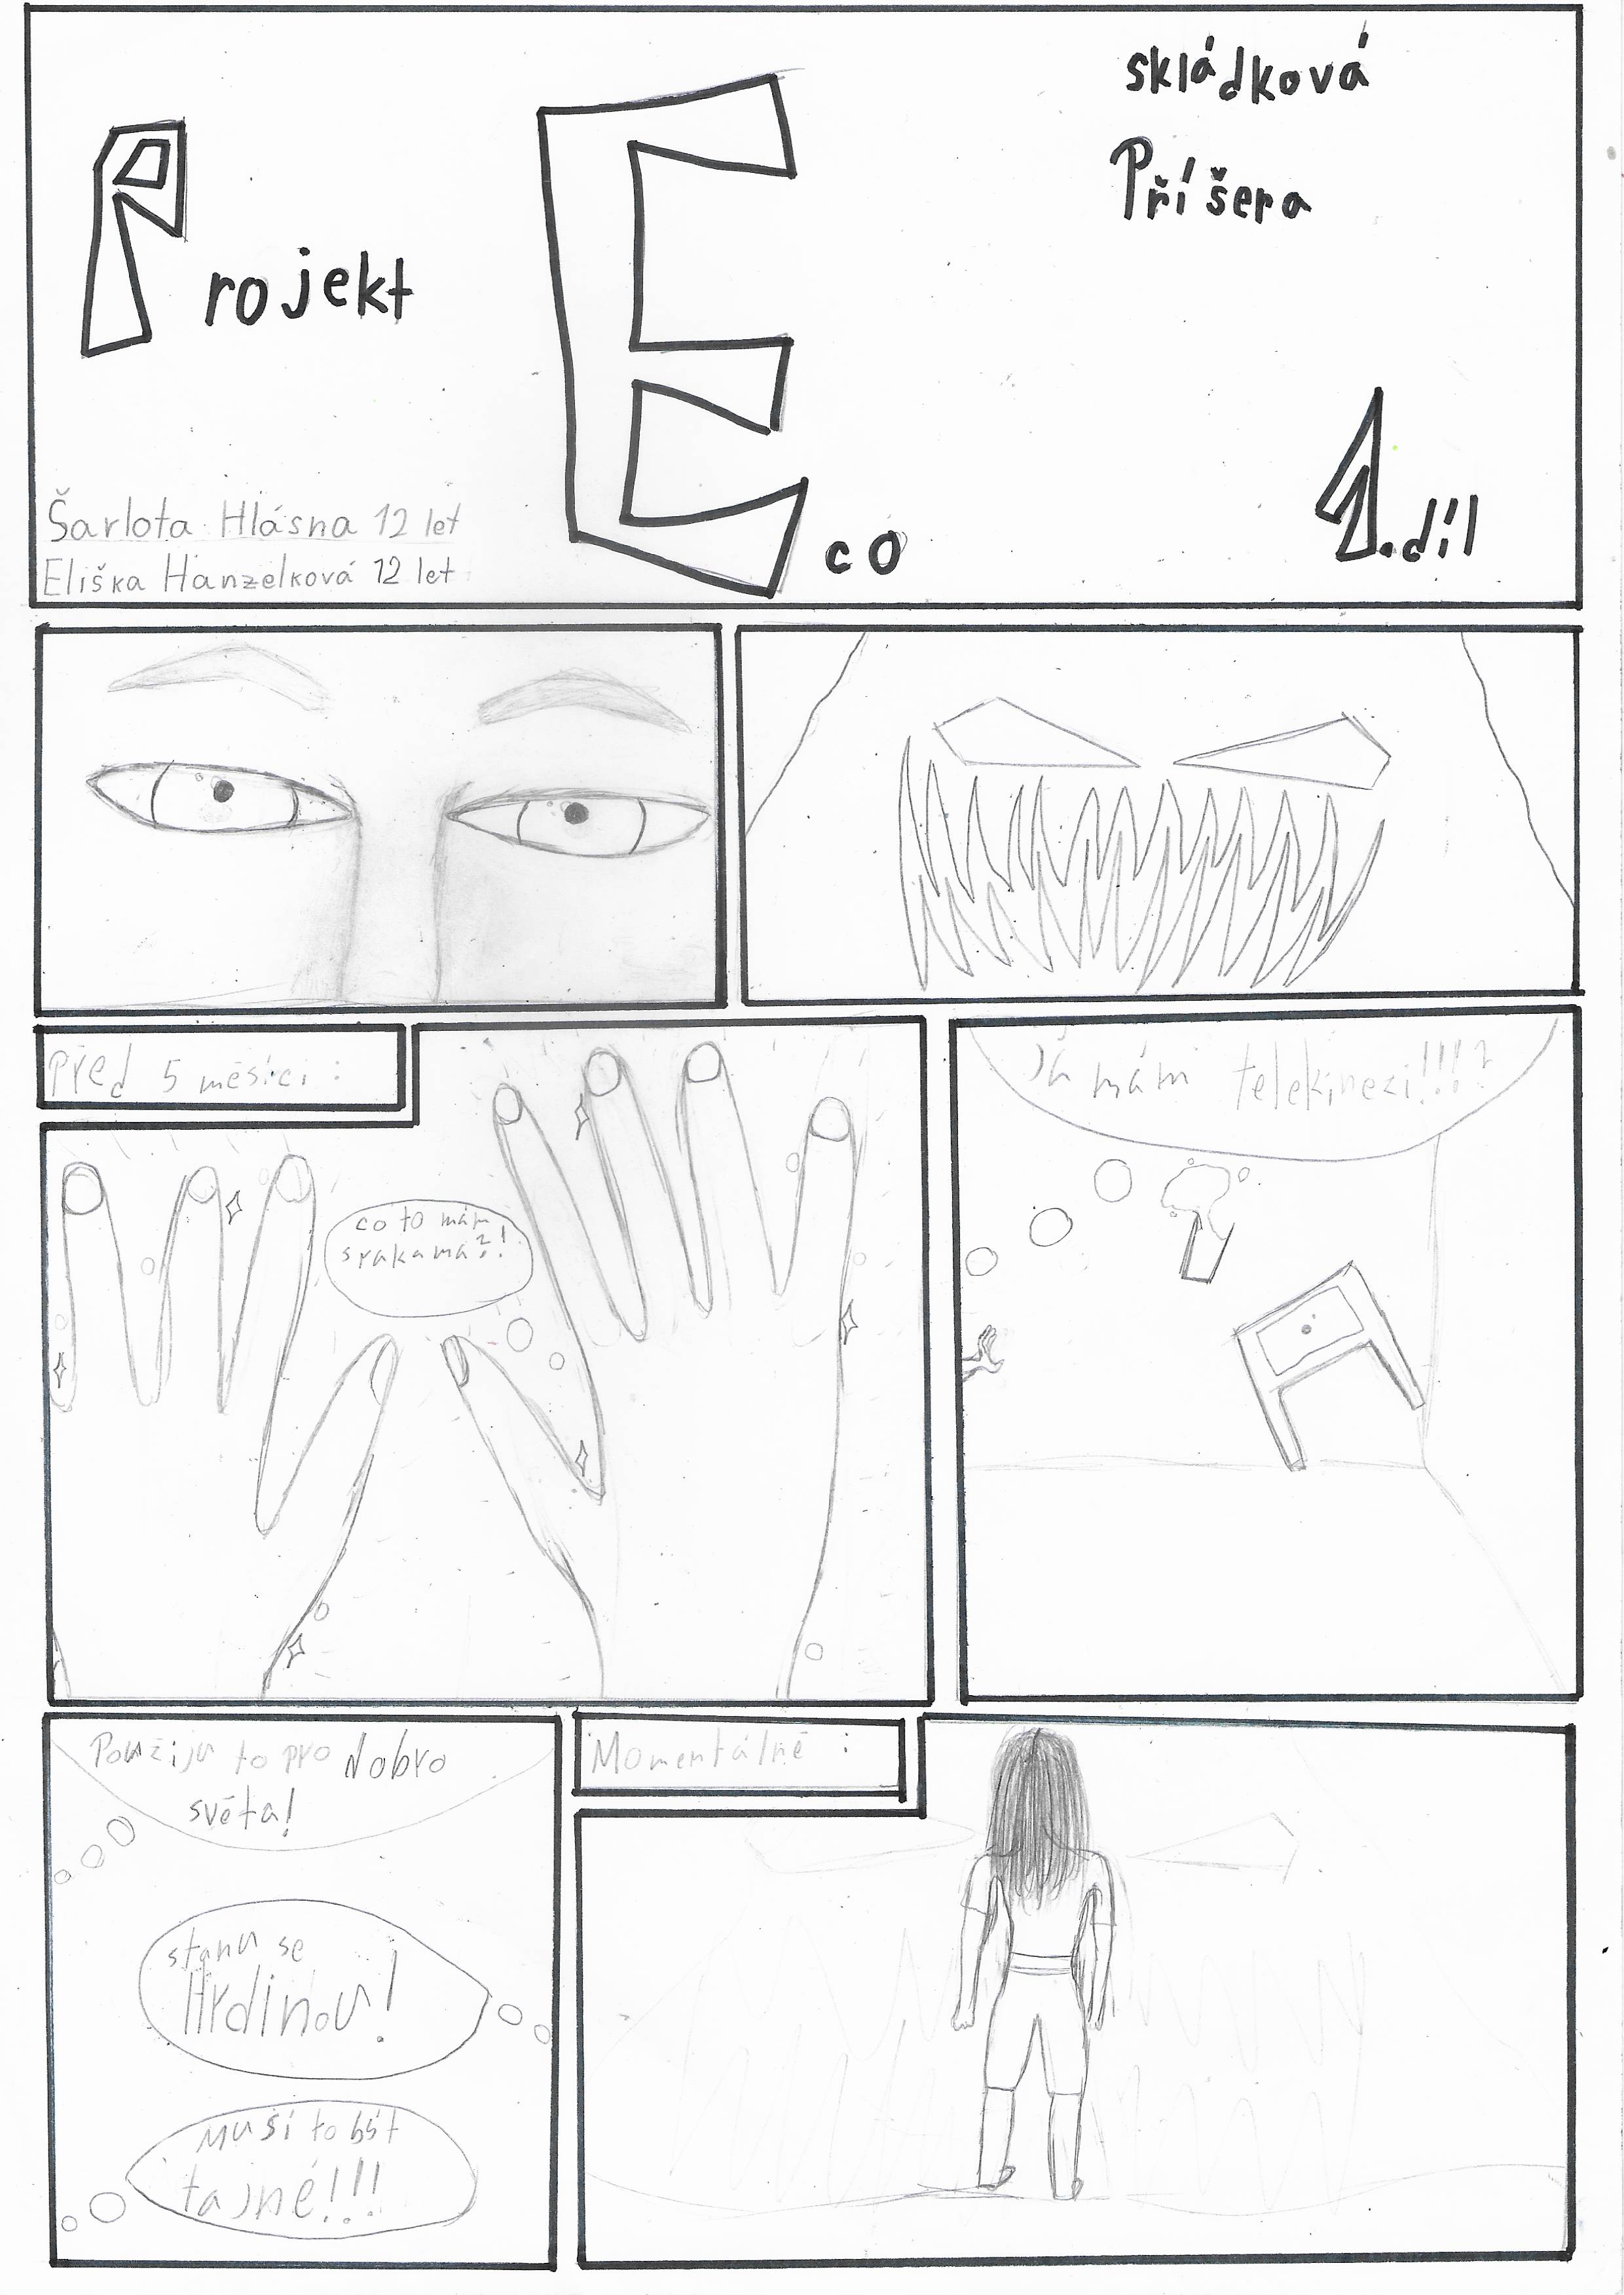 Projekt
Eco
skládková
Příšera
1.díl
Šarlota Hlásna 12 let
Eliška Hanzelková 12 let
Před 5 měsíci:
co to mám
srukama?!
Já mám telekinezi!!!?
Použiju to pro dobro
světa!
stanu se
Hrdinou!
Musí to být
tajné!!!
Momentálně: